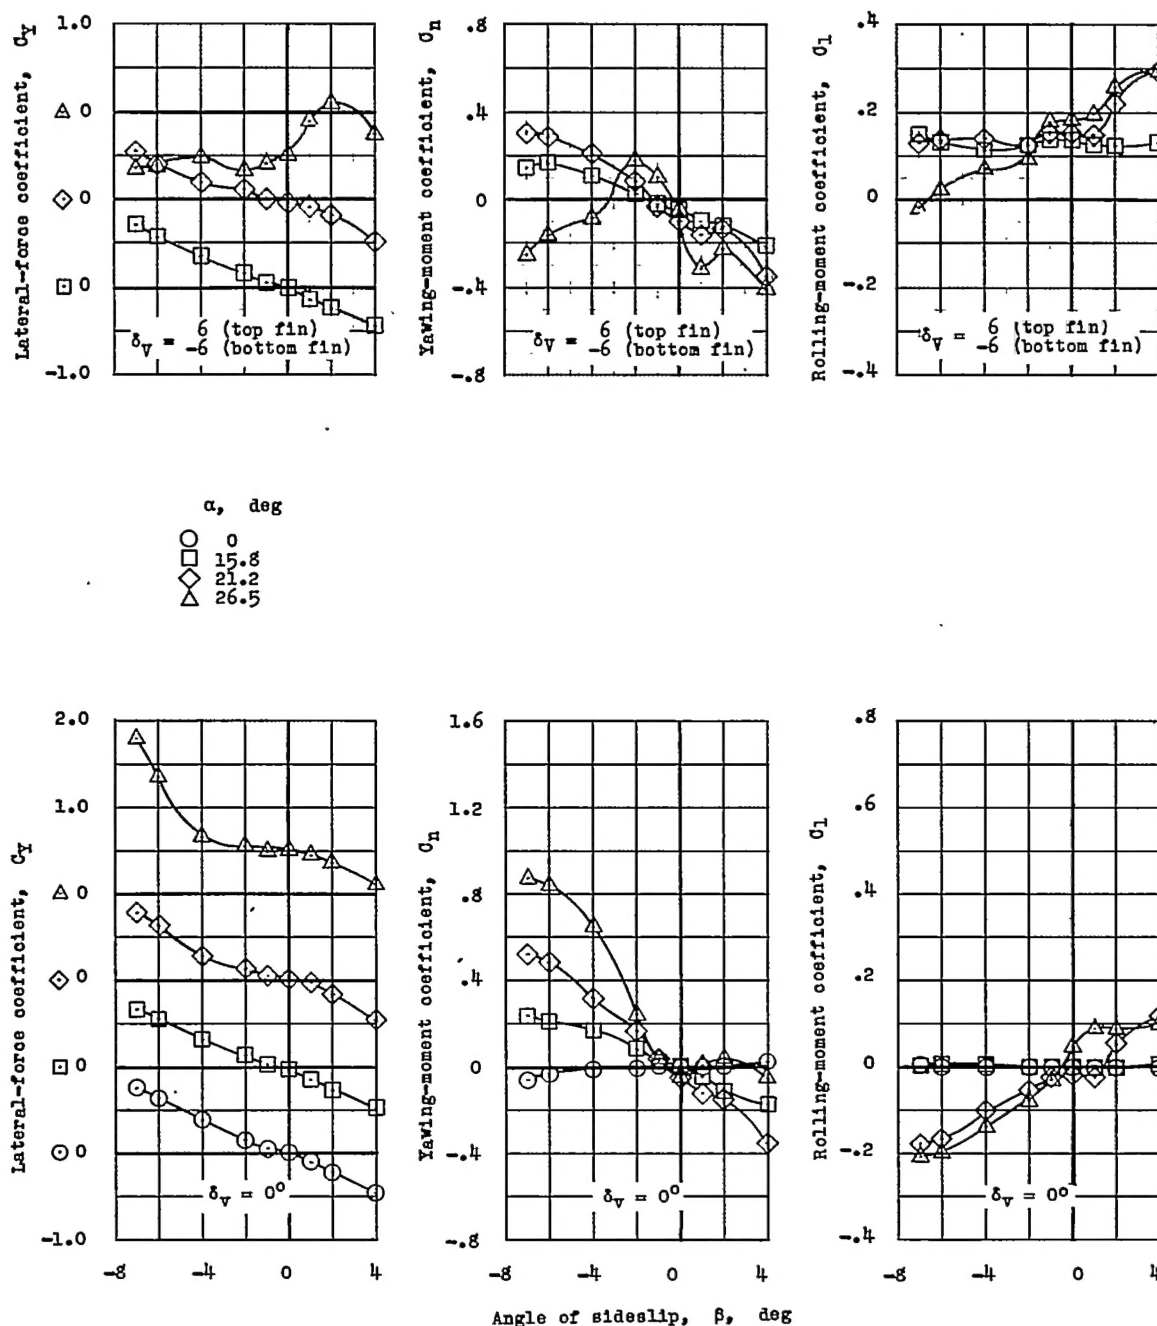 Lateral-force coefficient, C_Y
1.0
0
0
0
-1.0
δ_V = 6 (top fin)
-6 (bottom fin)
Yawing-moment coefficient, C_n
.8
.4
0
-.4
-.8
δ_V = 6 (top fin)
-6 (bottom fin)
Rolling-moment coefficient, C_l
.4
.2
0
-.2
-.4
δ_V = 6 (top fin)
-6 (bottom fin)
α, deg
0
15.8
21.2
26.5
Lateral-force coefficient, C_Y
2.0
1.0
0
0
0
0
-1.0
δ_V = 0°
-8 -4 0 4
Yawing-moment coefficient, C_n
1.6
1.2
.8
.4
0
-.4
-.8
δ_V = 0°
-8 -4 0 4
Rolling-moment coefficient, C_l
.8
.6
.4
.2
0
-.2
-.4
δ_V = 0°
-8 -4 0 4
Angle of sideslip, β, deg